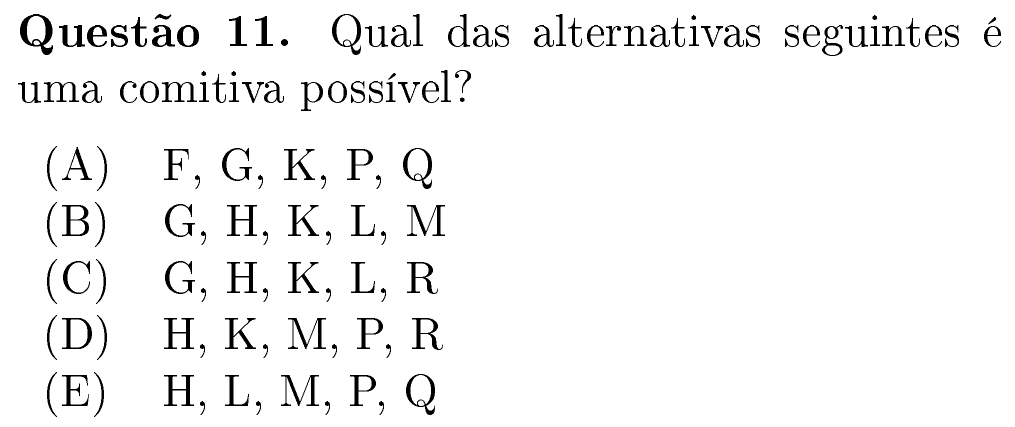 Questão 11. Qual das alternativas seguintes é
uma comitiva possível?
(A) F, G, K, P, Q
(B) G, H, K, L, M
(C) G, H, K, L, R
(D) H, K, M, P, R
(E) H, L, M, P, Q